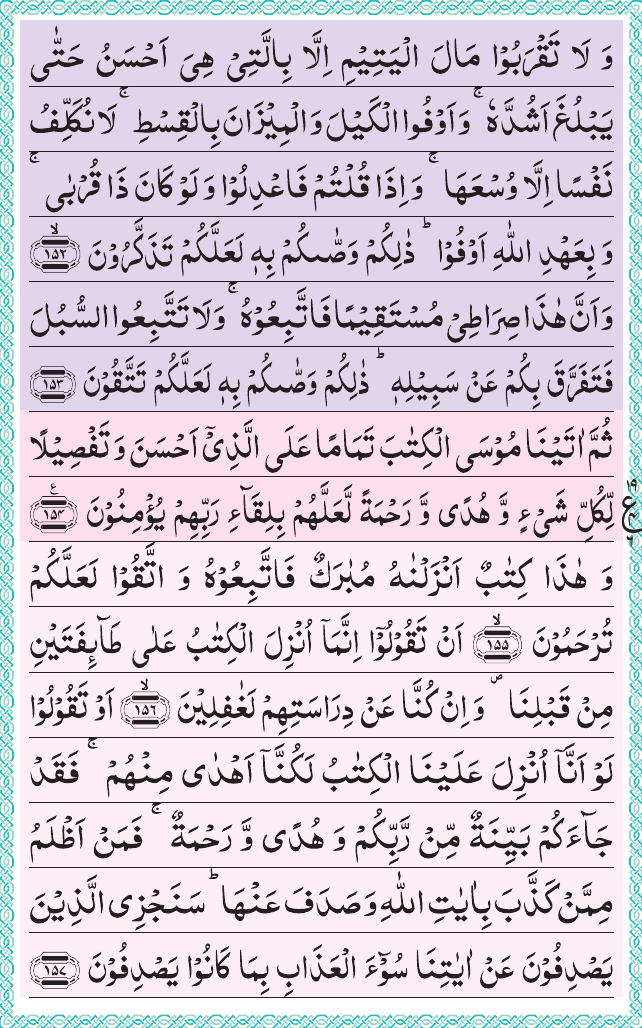 وَ لَا تَقْرَبُوْا مَالَ الْیَتِیْمِ اِلَّا بِالَّتِیْ هِیَ اَحْسَنُ حَتّٰی
یَبْلُغَ اَشُدَّهٗ ۚ وَ اَوْفُوا الْكَیْلَ وَ الْمِیْزَانَ بِالْقِسْطِ ۚ لَا نُكَلِّفُ
نَفْسًا اِلَّا وُسْعَهَا ۚ وَ اِذَا قُلْتُمْ فَاعْدِلُوْا وَ لَوْ كَانَ ذَا قُرْبٰی ۚ
وَ بِعَهْدِ اللّٰهِ اَوْفُوْا ؕ ذٰلِكُمْ وَصّٰىكُمْ بِهٖ لَعَلَّكُمْ تَذَكَّرُوْنَ ۙ﴿۱۵۲﴾
وَ اَنَّ هٰذَا صِرَاطِیْ مُسْتَقِیْمًا فَاتَّبِعُوْهُ ۚ وَ لَا تَتَّبِعُوا السُّبُلَ
فَتَفَرَّقَ بِكُمْ عَنْ سَبِیْلِهٖ ؕ ذٰلِكُمْ وَصّٰىكُمْ بِهٖ لَعَلَّكُمْ تَتَّقُوْنَ ﴿۱۵۳﴾
ثُمَّ اٰتَیْنَا مُوْسَی الْكِتٰبَ تَمَامًا عَلَی الَّذِیْۤ اَحْسَنَ وَ تَفْصِیْلًا
لِّكُلِّ شَیْءٍ وَّ هُدًی وَّ رَحْمَةً لَّعَلَّهُمْ بِلِقَآءِ رَبِّهِمْ یُؤْمِنُوْنَ ﴿۱۵۴﴾ ع ۱۹ ع ۶
وَ هٰذَا كِتٰبٌ اَنْزَلْنٰهُ مُبٰرَكٌ فَاتَّبِعُوْهُ وَ اتَّقُوْا لَعَلَّكُمْ
تُرْحَمُوْنَ ۙ﴿۱۵۵﴾ اَنْ تَقُوْلُوْۤا اِنَّمَاۤ اُنْزِلَ الْكِتٰبُ عَلٰی طَآىِٕفَتَیْنِ
مِنْ قَبْلِنَا ۪ وَ اِنْ كُنَّا عَنْ دِرَاسَتِهِمْ لَغٰفِلِیْنَ ۙ﴿۱۵۶﴾ اَوْ تَقُوْلُوْا
لَوْ اَنَّاۤ اُنْزِلَ عَلَیْنَا الْكِتٰبُ لَكُنَّاۤ اَهْدٰی مِنْهُمْ ۚ فَقَدْ
جَآءَكُمْ بَیِّنَةٌ مِّنْ رَّبِّكُمْ وَ هُدًی وَّ رَحْمَةٌ ۚ فَمَنْ اَظْلَمُ
مِمَّنْ كَذَّبَ بِاٰیٰتِ اللّٰهِ وَ صَدَفَ عَنْهَا ؕ سَنَجْزِی الَّذِیْنَ
یَصْدِفُوْنَ عَنْ اٰیٰتِنَا سُوْٓءَ الْعَذَابِ بِمَا كَانُوْا یَصْدِفُوْنَ ﴿۱۵۷﴾